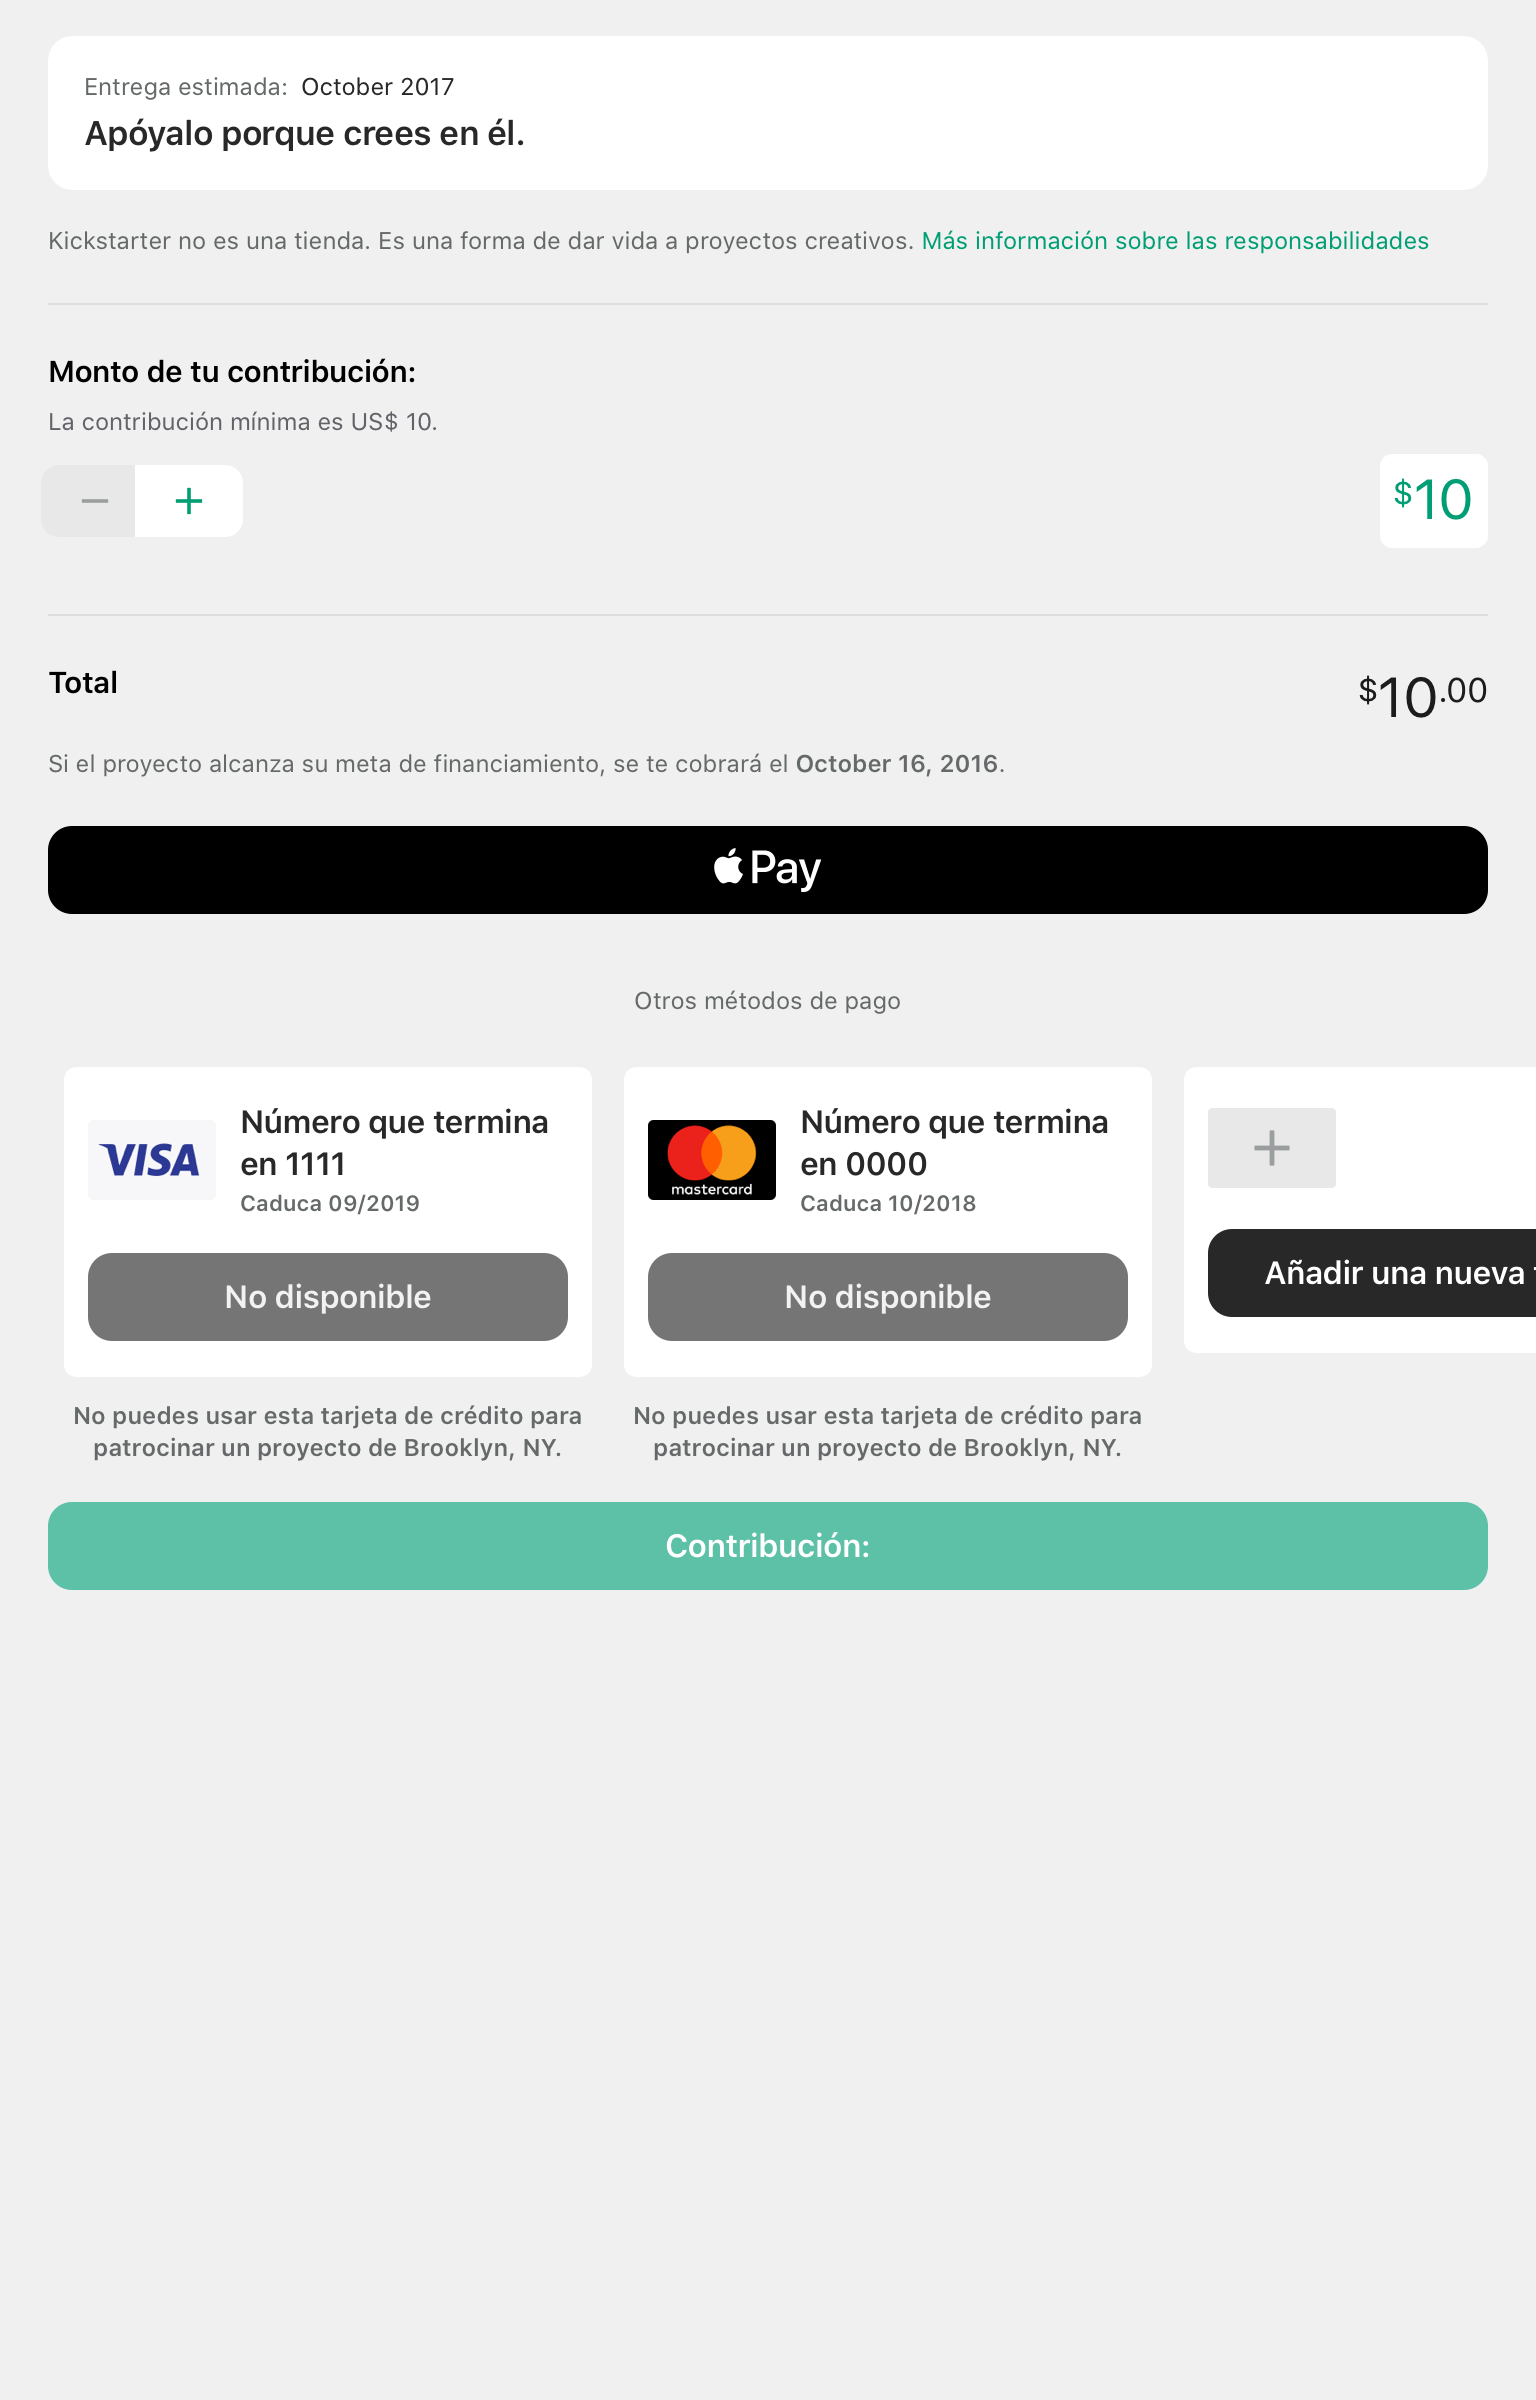 Entrega estimada: October 2017
Apóyalo porque crees en él.
Kickstarter no es una tienda. Es una forma de dar vida a proyectos creativos. Más información sobre las responsabilidades
Monto de tu contribución:
La contribución mínima es US$ 10.
$10
Total
$10.00
Si el proyecto alcanza su meta de financiamiento, se te cobrará el October 16, 2016.
Pay
Otros métodos de pago
VISA
Número que termina
en 1111
Caduca 09/2019
No disponible
No puedes usar esta tarjeta de crédito para
patrocinar un proyecto de Brooklyn, NY.
mastercard
Número que termina
en 0000
Caduca 10/2018
No disponible
No puedes usar esta tarjeta de crédito para
patrocinar un proyecto de Brooklyn, NY.
Añadir una nueva
Contribución: